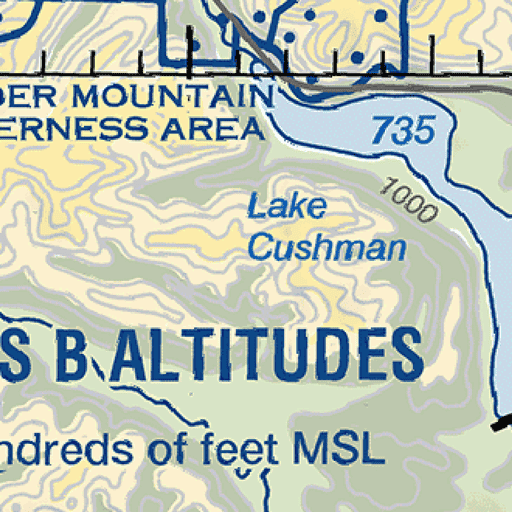 DER MOUNTAIN
ERNESS AREA
735
1000
Lake
Cushman
S B ALTITUDES
ndreds of feet MSL